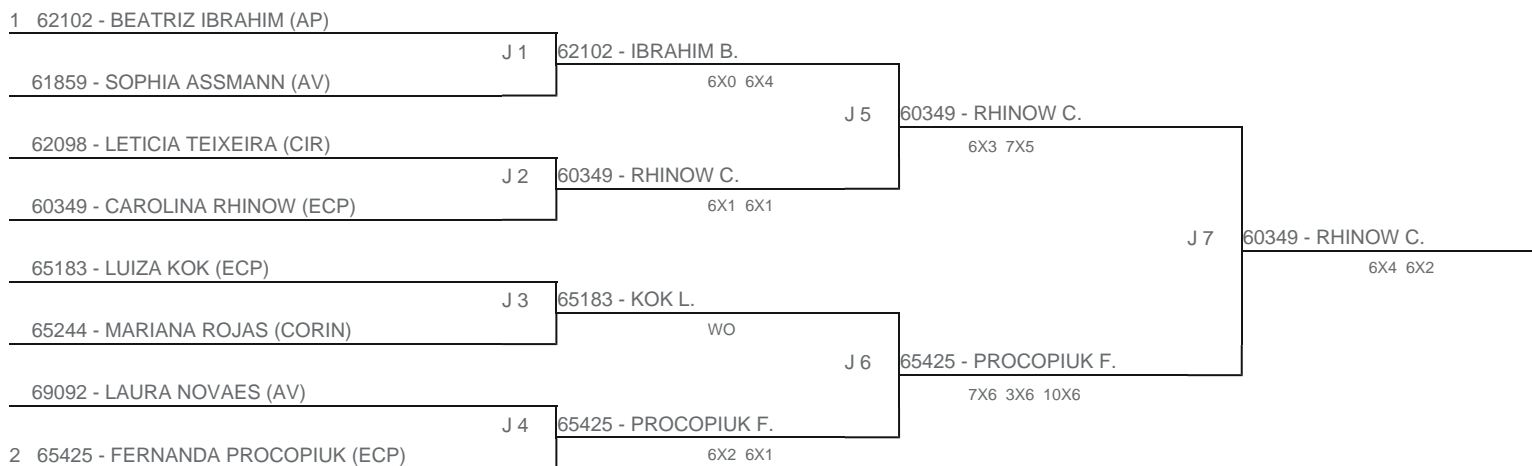 1 62102 - BEATRIZ IBRAHIM (AP)
J 1
62102 - IBRAHIM B.
61859 - SOPHIA ASSMANN (AV)
6X0 6X4
J 5
60349 - RHINOW C.
62098 - LETICIA TEIXEIRA (CIR)
6X3 7X5
J 2
60349 - RHINOW C.
60349 - CAROLINA RHINOW (ECP)
6X1 6X1
J 7
60349 - RHINOW C.
65183 - LUIZA KOK (ECP)
6X4 6X2
J 3
65183 - KOK L.
65244 - MARIANA ROJAS (CORIN)
WO
J 6
65425 - PROCOPIUK F.
69092 - LAURA NOVAES (AV)
7X6 3X6 10X6
J 4
65425 - PROCOPIUK F.
2 65425 - FERNANDA PROCOPIUK (ECP)
6X2 6X1